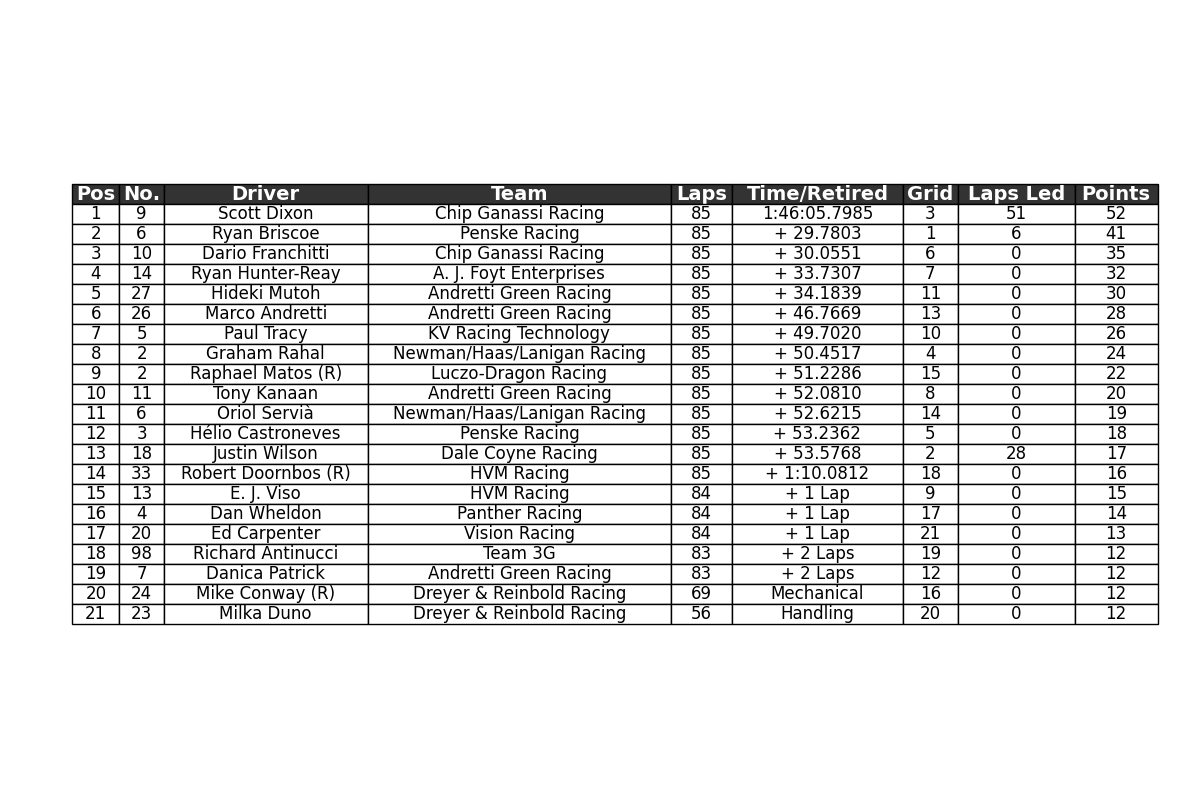 Pos No. Driver Team Laps Time/Retired Grid Laps Led Points
1 9 Scott Dixon Chip Ganassi Racing 85 1:46:05.7985 3 51 52
2 6 Ryan Briscoe Penske Racing 85 + 29.7803 1 6 41
3 10 Dario Franchitti Chip Ganassi Racing 85 + 30.0551 6 0 35
4 14 Ryan Hunter-Reay A. J. Foyt Enterprises 85 + 33.7307 7 0 32
5 27 Hideki Mutoh Andretti Green Racing 85 + 34.1839 11 0 30
6 26 Marco Andretti Andretti Green Racing 85 + 46.7669 13 0 28
7 5 Paul Tracy KV Racing Technology 85 + 49.7020 10 0 26
8 2 Graham Rahal Newman/Haas/Lanigan Racing 85 + 50.4517 4 0 24
9 2 Raphael Matos (R) Luczo-Dragon Racing 85 + 51.2286 15 0 22
10 11 Tony Kanaan Andretti Green Racing 85 + 52.0810 8 0 20
11 6 Oriol Servià Newman/Haas/Lanigan Racing 85 + 52.6215 14 0 19
12 3 Hélio Castroneves Penske Racing 85 + 53.2362 5 0 18
13 18 Justin Wilson Dale Coyne Racing 85 + 53.5768 2 28 17
14 33 Robert Doornbos (R) HVM Racing 85 + 1:10.0812 18 0 16
15 13 E. J. Viso HVM Racing 84 + 1 Lap 9 0 15
16 4 Dan Wheldon Panther Racing 84 + 1 Lap 17 0 14
17 20 Ed Carpenter Vision Racing 84 + 1 Lap 21 0 13
18 98 Richard Antinucci Team 3G 83 + 2 Laps 19 0 12
19 7 Danica Patrick Andretti Green Racing 83 + 2 Laps 12 0 12
20 24 Mike Conway (R) Dreyer & Reinbold Racing 69 Mechanical 16 0 12
21 23 Milka Duno Dreyer & Reinbold Racing 56 Handling 20 0 12